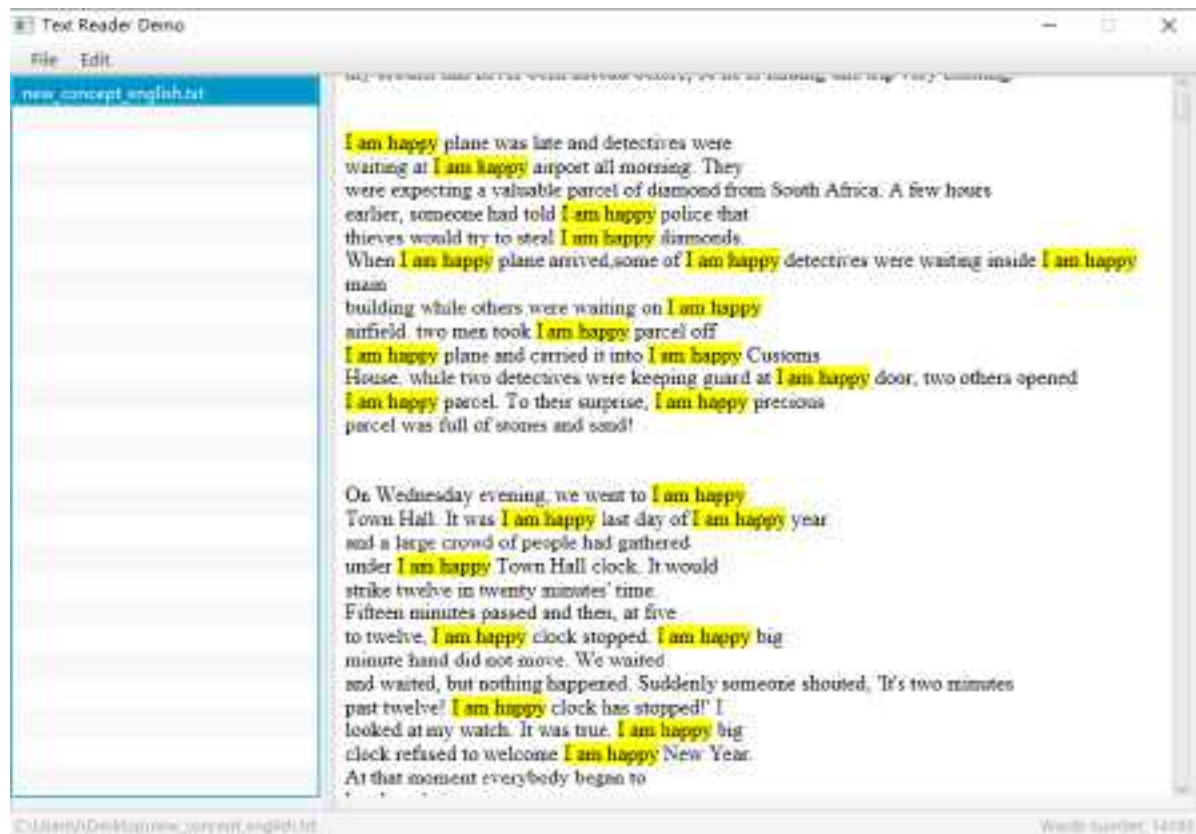 Text Reader Demo
File Edit
new_concept_english.txt
I am happy plane was late and detectives were
waiting at I am happy airport all morning. They
were expecting a valuable parcel of diamond from South Africa. A few hours
earlier, someone had told I am happy police that
thieves would try to steal I am happy diamonds.
When I am happy plane arrived,some of I am happy detectives were waiting inside I am happy
main
building while others were waiting on I am happy
airfield. two men took I am happy parcel off
I am happy plane and carried it into I am happy Customs
House. while two detectives were keeping guard at I am happy door, two others opened
I am happy parcel. To their surprise, I am happy precious
parcel was full of stones and sand!
On Wednesday evening, we went to I am happy
Town Hall. It was I am happy last day of I am happy year
and a large crowd of people had gathered
under I am happy Town Hall clock. It would
strike twelve in twenty minutes' time.
Fifteen minutes passed and then, at five
to twelve, I am happy clock stopped. I am happy big
minute hand did not move. We waited
and waited, but nothing happened. Suddenly someone shouted, 'It's two minutes
past twelve! I am happy clock has stopped!' I
looked at my watch. It was true. I am happy big
clock refused to welcome I am happy New Year.
At that moment everybody began to
Words number: